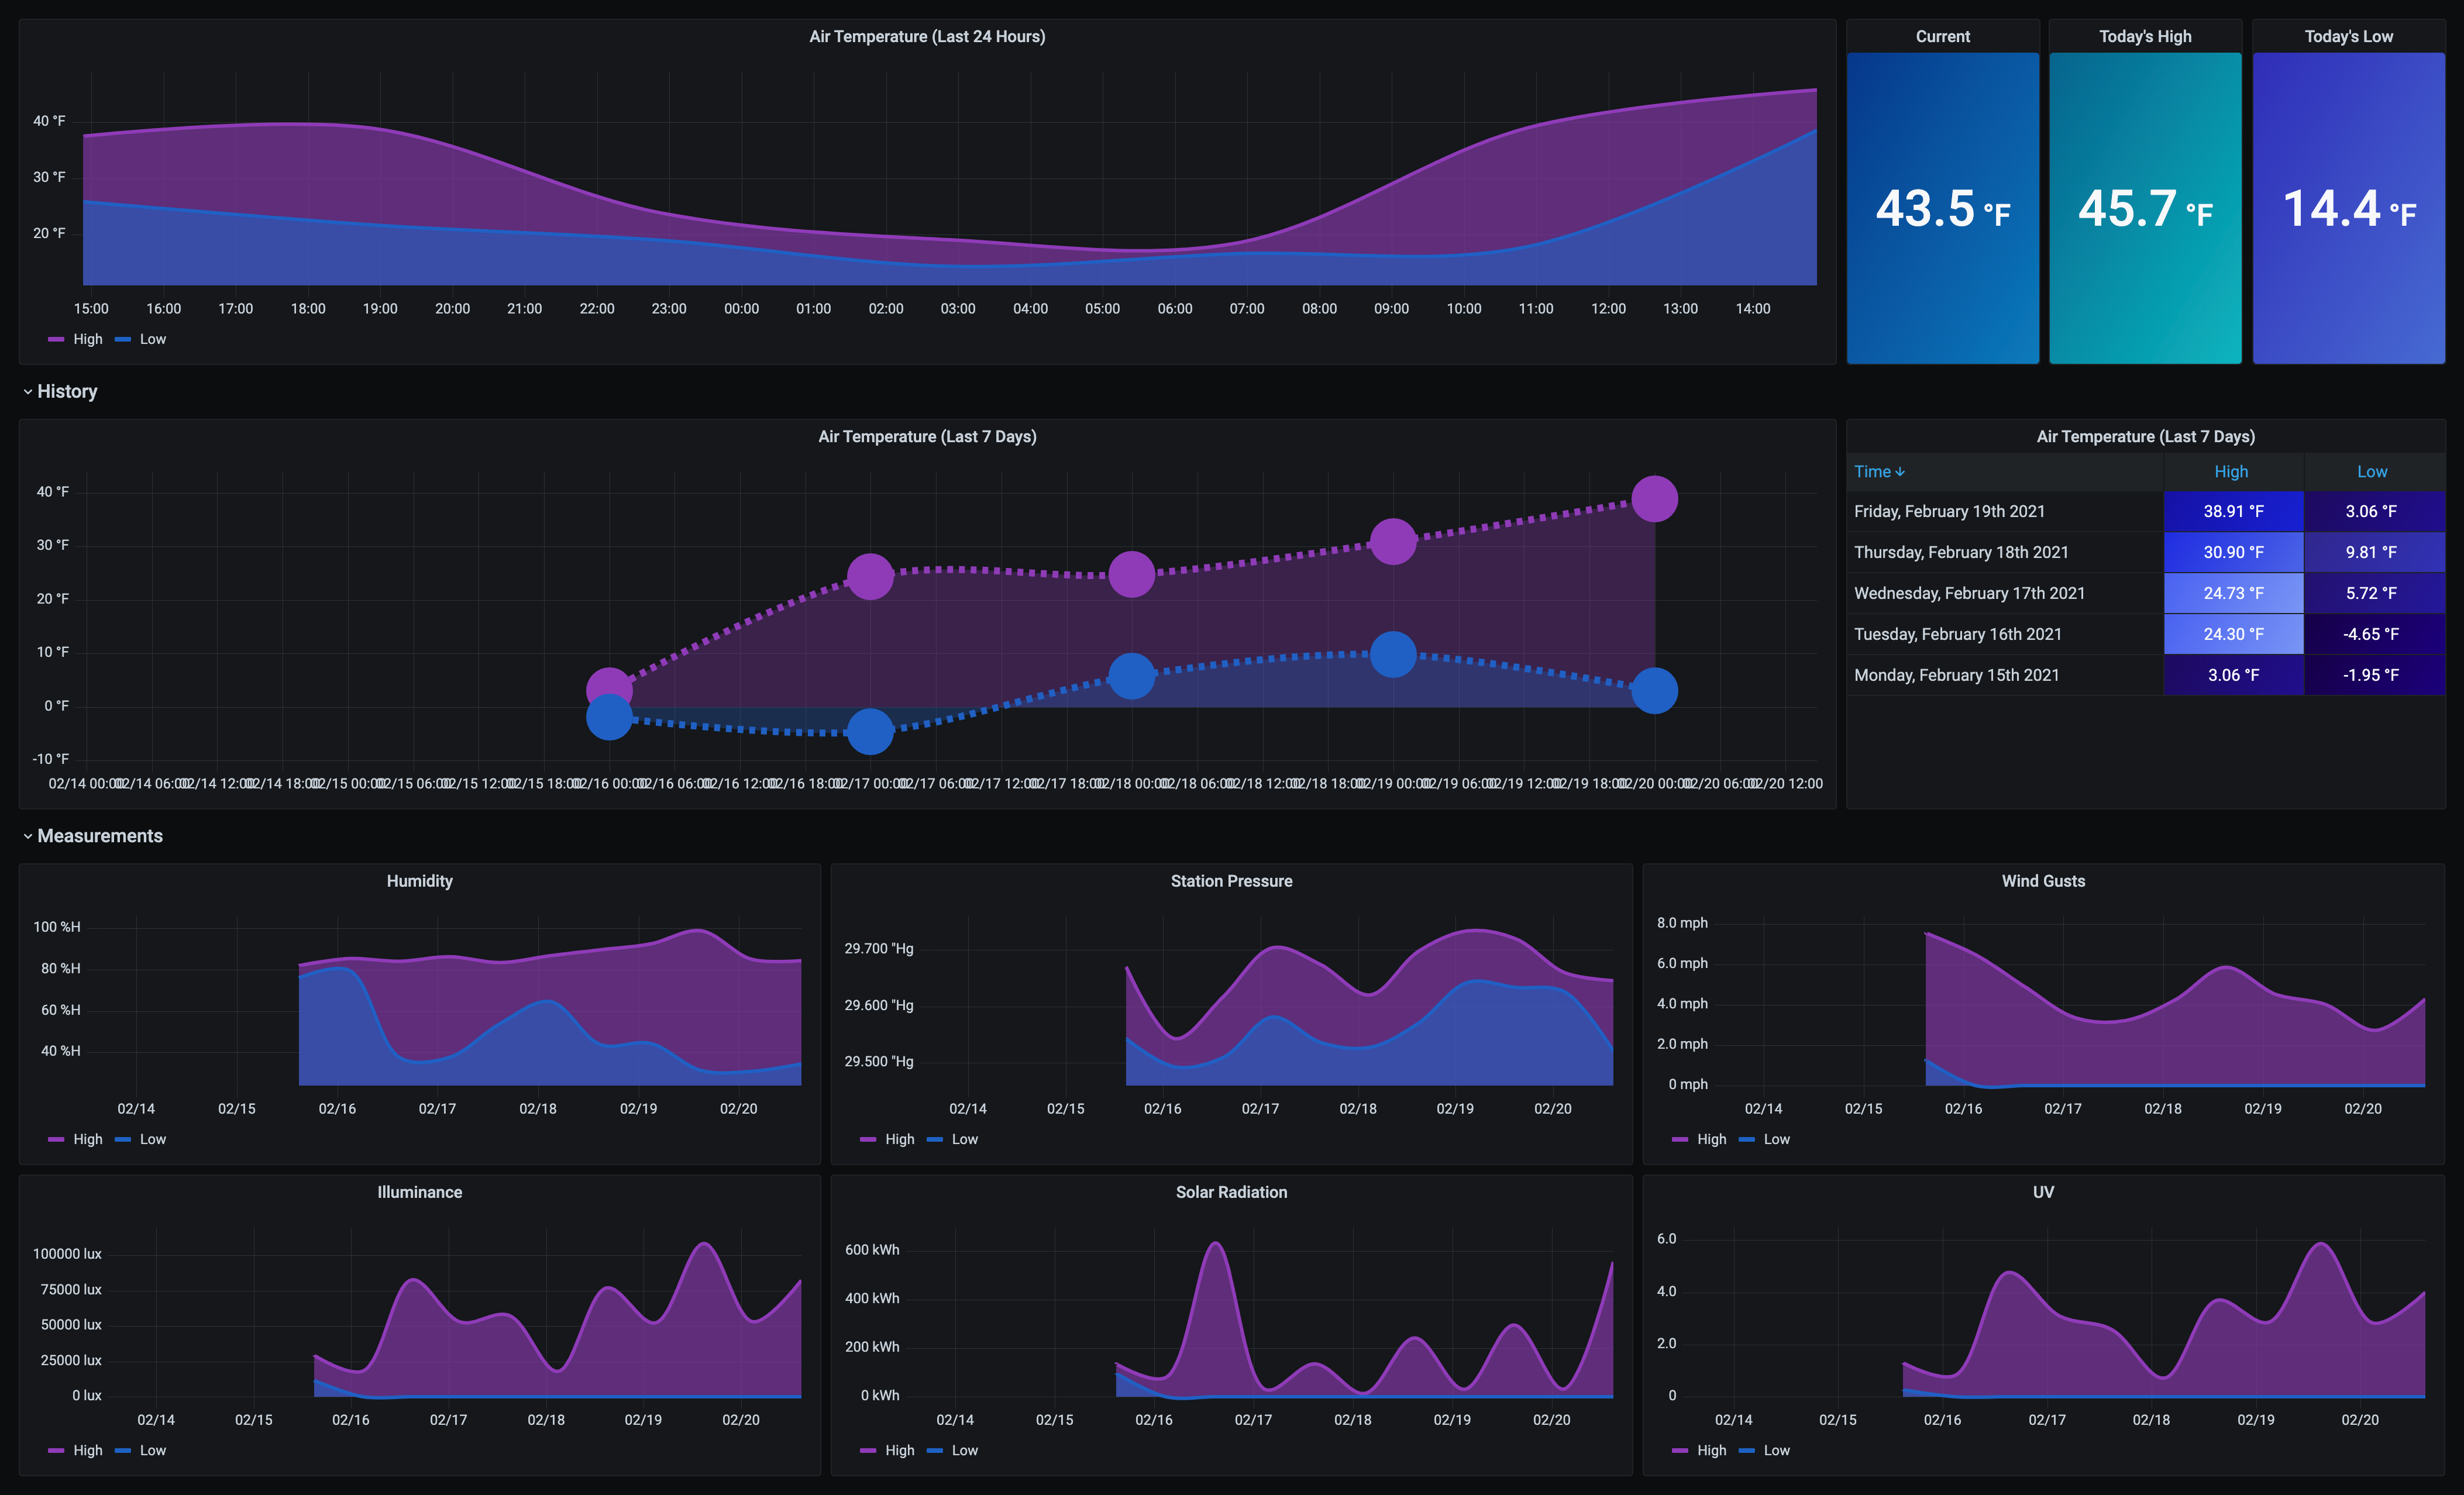 Air Temperature (Last 24 Hours)
40 °F
30 °F
20 °F
15:00 16:00 17:00 18:00 19:00 20:00 21:00 22:00 23:00 00:00 01:00 02:00 03:00 04:00 05:00 06:00 07:00 08:00 09:00 10:00 11:00 12:00 13:00 14:00
High Low
Current
43.5 °F
Today's High
45.7 °F
Today's Low
14.4 °F
History
Air Temperature (Last 7 Days)
40 °F
30 °F
20 °F
10 °F
0 °F
-10 °F
02/14 00:00 02/14 06:00 02/14 12:00 02/14 18:00 02/15 00:00 02/15 06:00 02/15 12:00 02/15 18:00 02/16 00:00 02/16 06:00 02/16 12:00 02/16 18:00 02/17 00:00 02/17 06:00 02/17 12:00 02/17 18:00 02/18 00:00 02/18 06:00 02/18 12:00 02/18 18:00 02/19 00:00 02/19 06:00 02/19 12:00 02/19 18:00 02/20 00:00 02/20 06:00 02/20 12:00
Air Temperature (Last 7 Days)
Time High Low
Friday, February 19th 2021 38.91 °F 3.06 °F
Thursday, February 18th 2021 30.90 °F 9.81 °F
Wednesday, February 17th 2021 24.73 °F 5.72 °F
Tuesday, February 16th 2021 24.30 °F -4.65 °F
Monday, February 15th 2021 3.06 °F -1.95 °F
Measurements
Humidity
100 %H
80 %H
60 %H
40 %H
02/14 02/15 02/16 02/17 02/18 02/19 02/20
High Low
Station Pressure
29.700 "Hg
29.600 "Hg
29.500 "Hg
02/14 02/15 02/16 02/17 02/18 02/19 02/20
High Low
Wind Gusts
8.0 mph
6.0 mph
4.0 mph
2.0 mph
0 mph
02/14 02/15 02/16 02/17 02/18 02/19 02/20
High Low
Illuminance
100000 lux
75000 lux
50000 lux
25000 lux
0 lux
02/14 02/15 02/16 02/17 02/18 02/19 02/20
High Low
Solar Radiation
600 kWh
400 kWh
200 kWh
0 kWh
02/14 02/15 02/16 02/17 02/18 02/19 02/20
High Low
UV
6.0
4.0
2.0
0
02/14 02/15 02/16 02/17 02/18 02/19 02/20
High Low